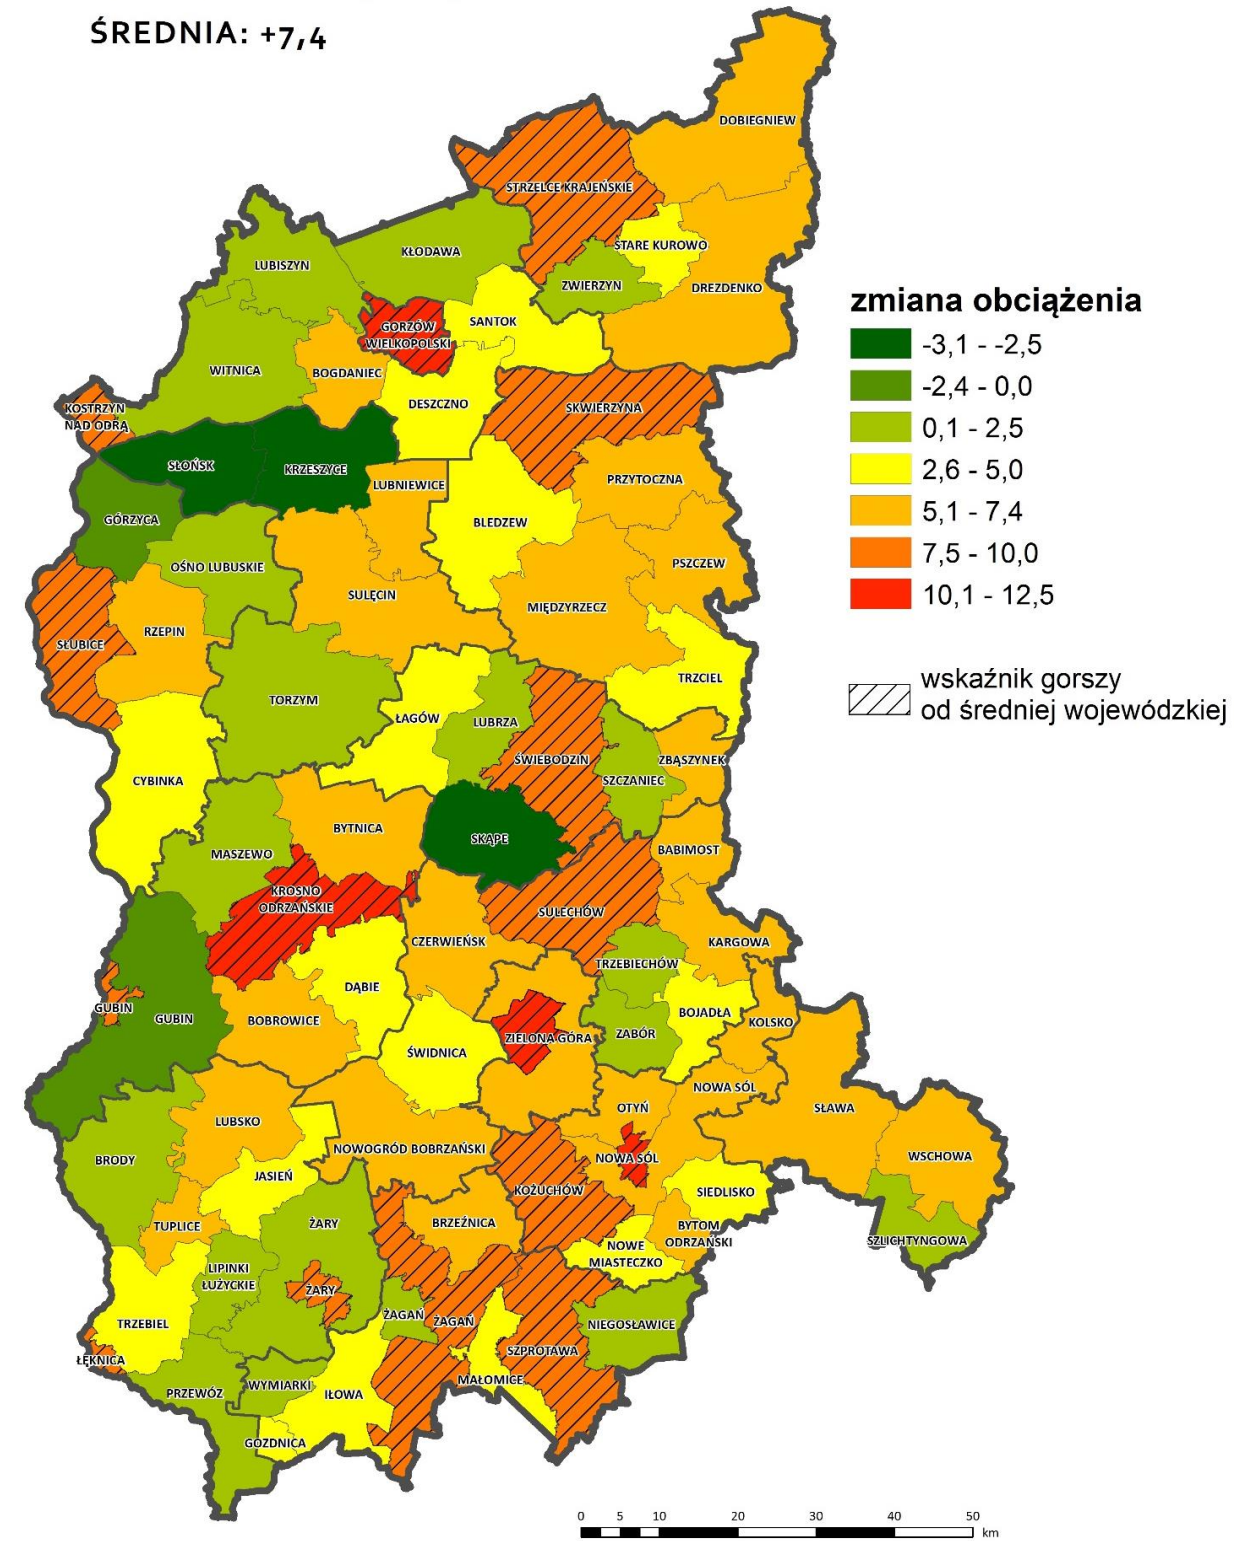 ŚREDNIA: +7,4
DOBIEGNIEW
STRZELCE KRAJEŃSKIE
STARE KUROWO
KŁODAWA
LUBISZYN
ZWIERZYN
DREZDENKO
zmiana obciążenia
-3,1 - -2,5
-2,4 - 0,0
0,1 - 2,5
2,6 - 5,0
5,1 - 7,4
7,5 - 10,0
10,1 - 12,5
wskaźnik gorszy
od średniej wojewódzkiej
GORZÓW
WIELKOPOLSKI
SANTOK
WITNICA
BOGDANIEC
DESZCZNO
SKWIERZYNA
KOSTRZYN
NAD ODRĄ
SŁOŃSK
KRZESZYCE
LUBNIEWICE
PRZYTOCZNA
GÓRZYCA
BLEDZEW
OŚNO LUBUSKIE
PSZCZEW
SULĘCIN
MIĘDZYRZECZ
RZEPIN
SŁUBICE
TRZCIEL
TORZYM
ŁAGÓW
LUBRZA
ŚWIEBODZIN
ZBĄSZYNEK
CYBINKA
SZCZANIEC
BYTNICA
SKĄPE
MASZEWO
BABIMOST
KROSNO
ODRZAŃSKIE
SULECHÓW
CZERWIEŃSK
KARGOWA
TRZEBIECHÓW
DĄBIE
GUBIN
GUBIN
BOBROWICE
BOJADŁA
KOLSKO
ZIELONA GÓRA
ZABÓR
ŚWIDNICA
NOWA SÓL
OTYŃ
SŁAWA
LUBSKO
NOWOGRÓD BOBRZAŃSKI
NOWA SÓL
WSCHOWA
BRODY
JASIEŃ
KOŻUCHÓW
SIEDLISKO
TUPLICE
ŻARY
BRZEŹNICA
BYTOM
ODRZAŃSKI
SZLICHTYNGOWA
NOWE
MIASTECZKO
LIPINKI
ŁUŻYCKIE
ŻARY
ŻAGAŃ
ŻAGAŃ
TRZEBIEL
NIEGOSŁAWICE
SZPROTAWA
ŁĘKNICA
MAŁOMICE
PRZEWÓZ
WYMIARKI
IŁOWA
GOZDNICA
0 5 10 20 30 40 50
km